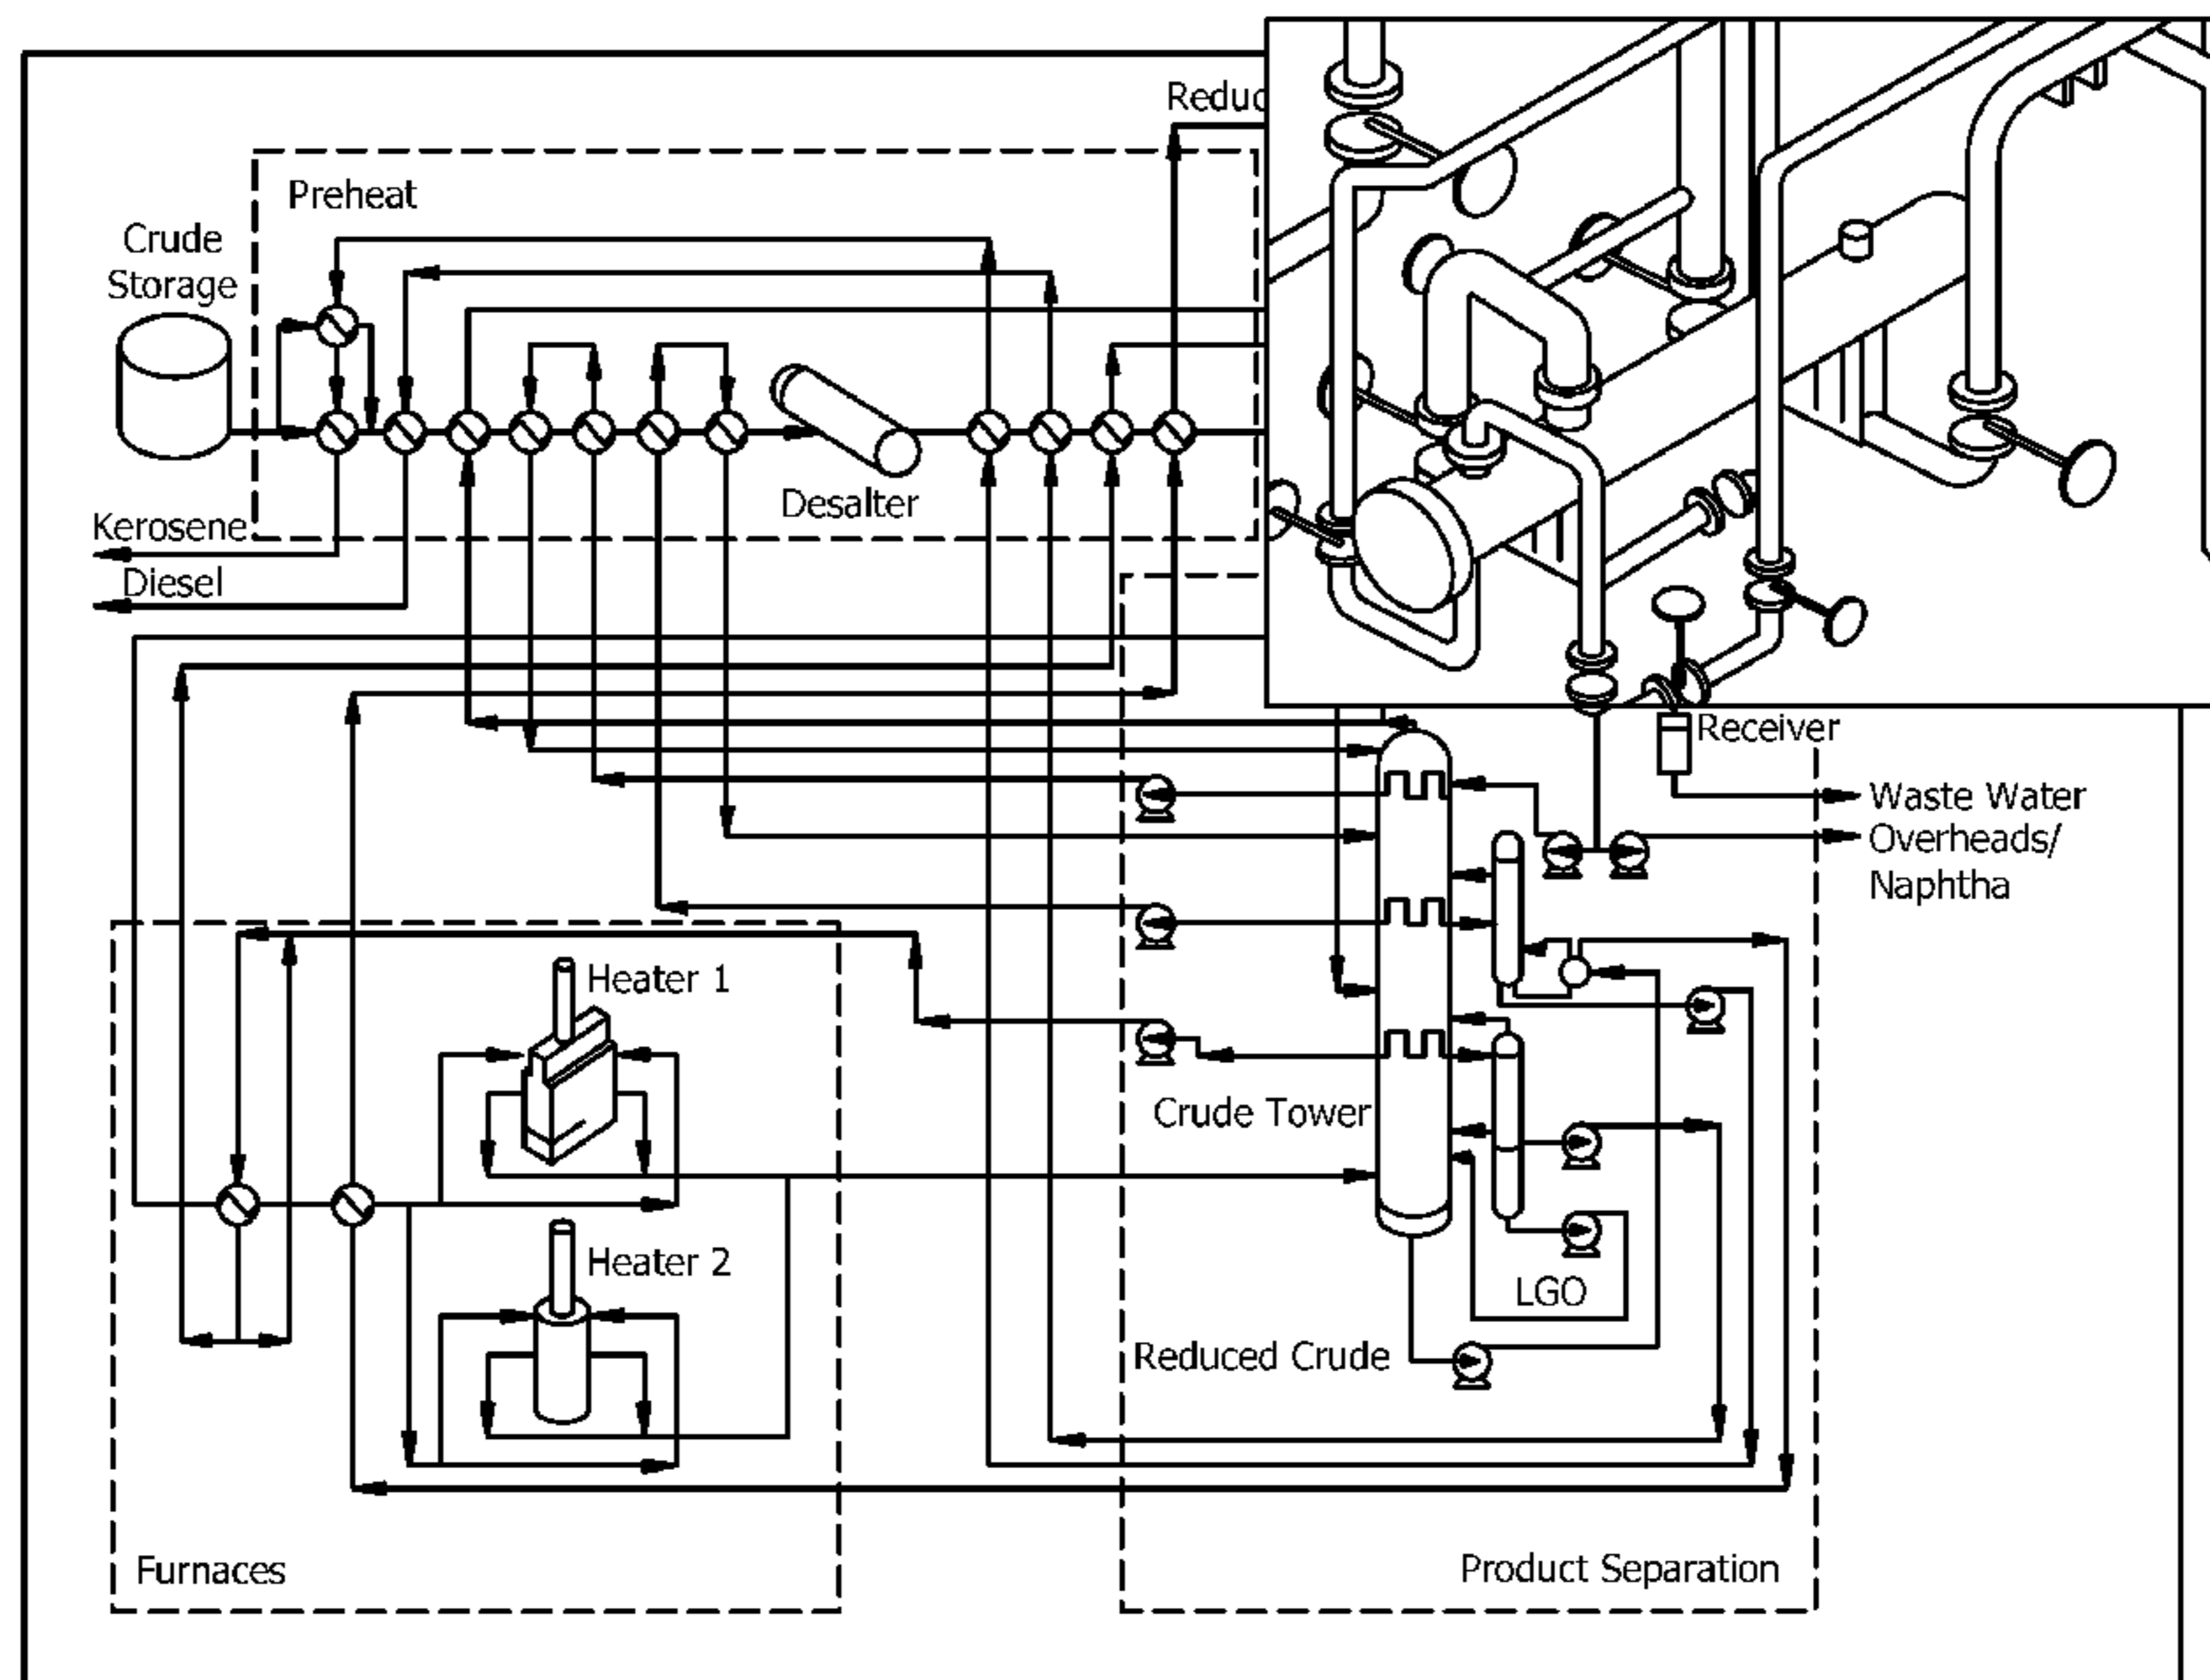 Reduc
Preheat
Crude
Storage
Desalter
Kerosene
Diesel
Receiver
Waste Water
Overheads/
Naphtha
Heater 1
Crude Tower
Heater 2
LGO
Reduced Crude
Furnaces
Product Separation